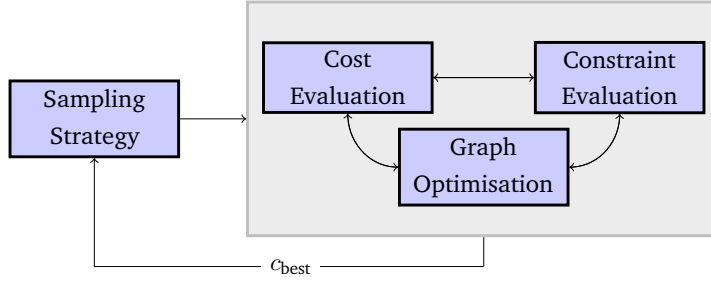 Cost
Evaluation
Constraint
Evaluation
Sampling
Strategy
Graph
Optimisation
c_best